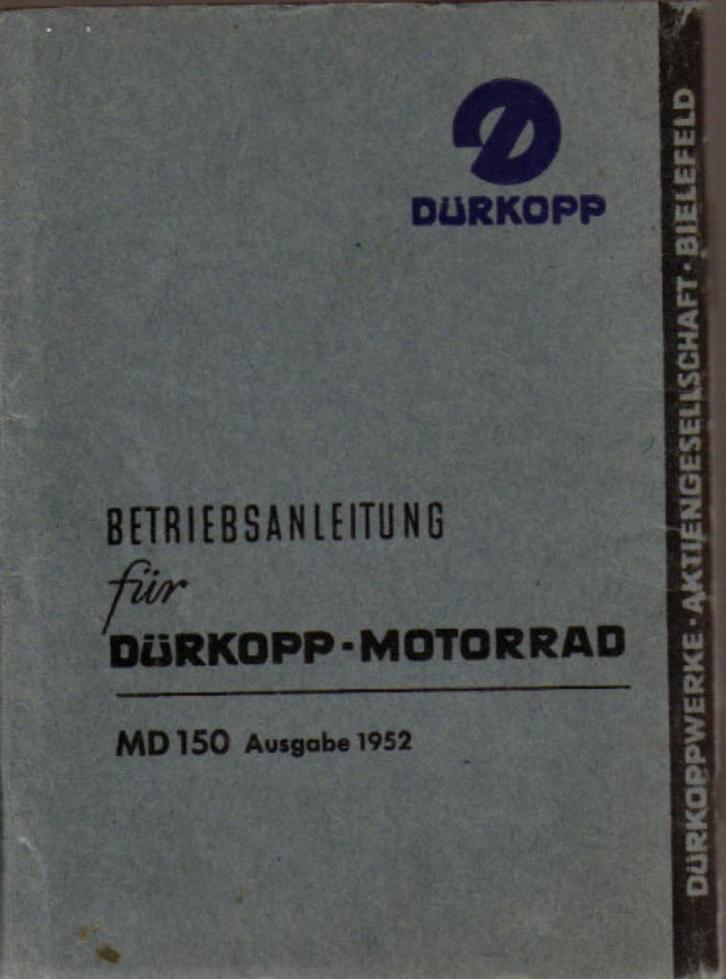 DÜRKOPP
BETRIEBSANLEITUNG
für
DÜRKOPP-MOTORRAD
MD 150 Ausgabe 1952
DÜRKOPPWERKE · AKTIENGESELLSCHAFT · BIELEFELD